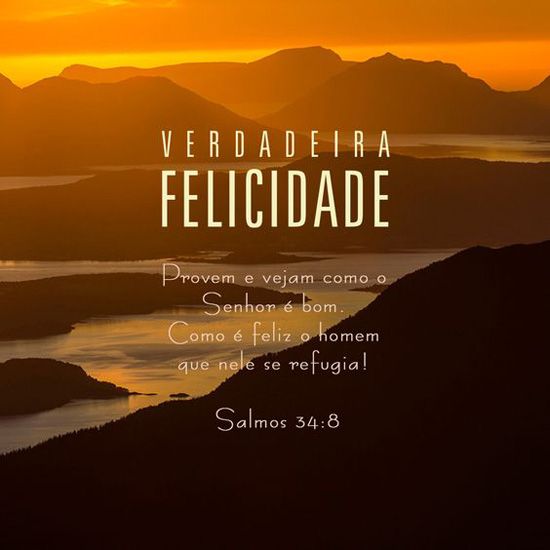 VERDADEIRA
FELICIDADE
Provem e vejam como o
Senhor é bom.
Como é feliz o homem
que nele se refugia!
Salmos 34:8